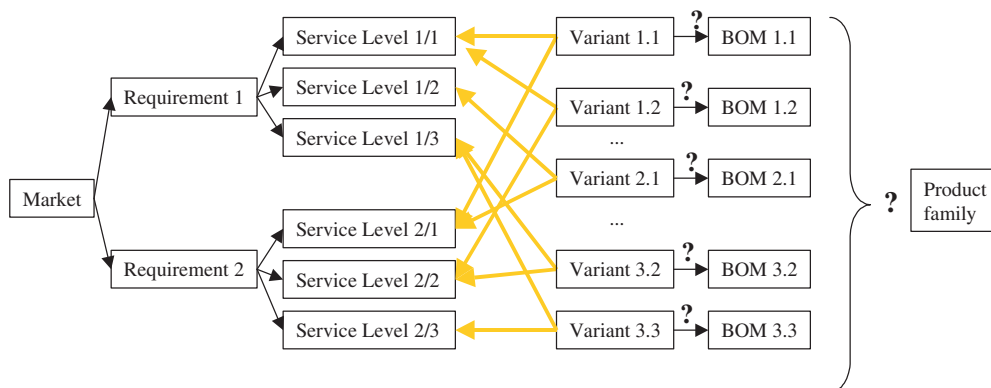 Service Level 1/1
Variant 1.1
?
BOM 1.1
Requirement 1
Service Level 1/2
Variant 1.2
?
BOM 1.2
Service Level 1/3
...
Variant 2.1
?
BOM 2.1
Market
?
Product
family
Service Level 2/1
...
Requirement 2
Service Level 2/2
Variant 3.2
?
BOM 3.2
Service Level 2/3
Variant 3.3
?
BOM 3.3